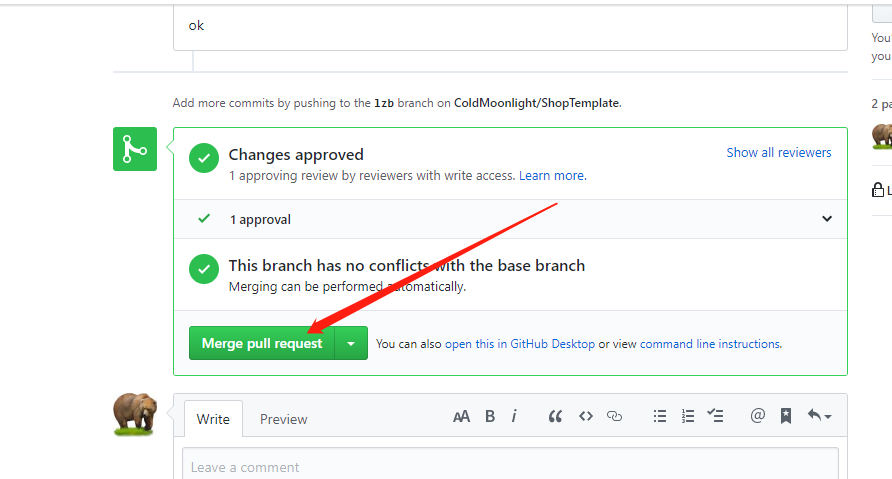 ok
You'
you
Add more commits by pushing to the lzb branch on ColdMoonlight/ShopTemplate.
2 pa
Changes approved
Show all reviewers
1 approving review by reviewers with write access. Learn more.
L
1 approval
This branch has no conflicts with the base branch
Merging can be performed automatically.
Merge pull request
You can also open this in GitHub Desktop or view command line instructions.
Write Preview AA B i @
Leave a comment